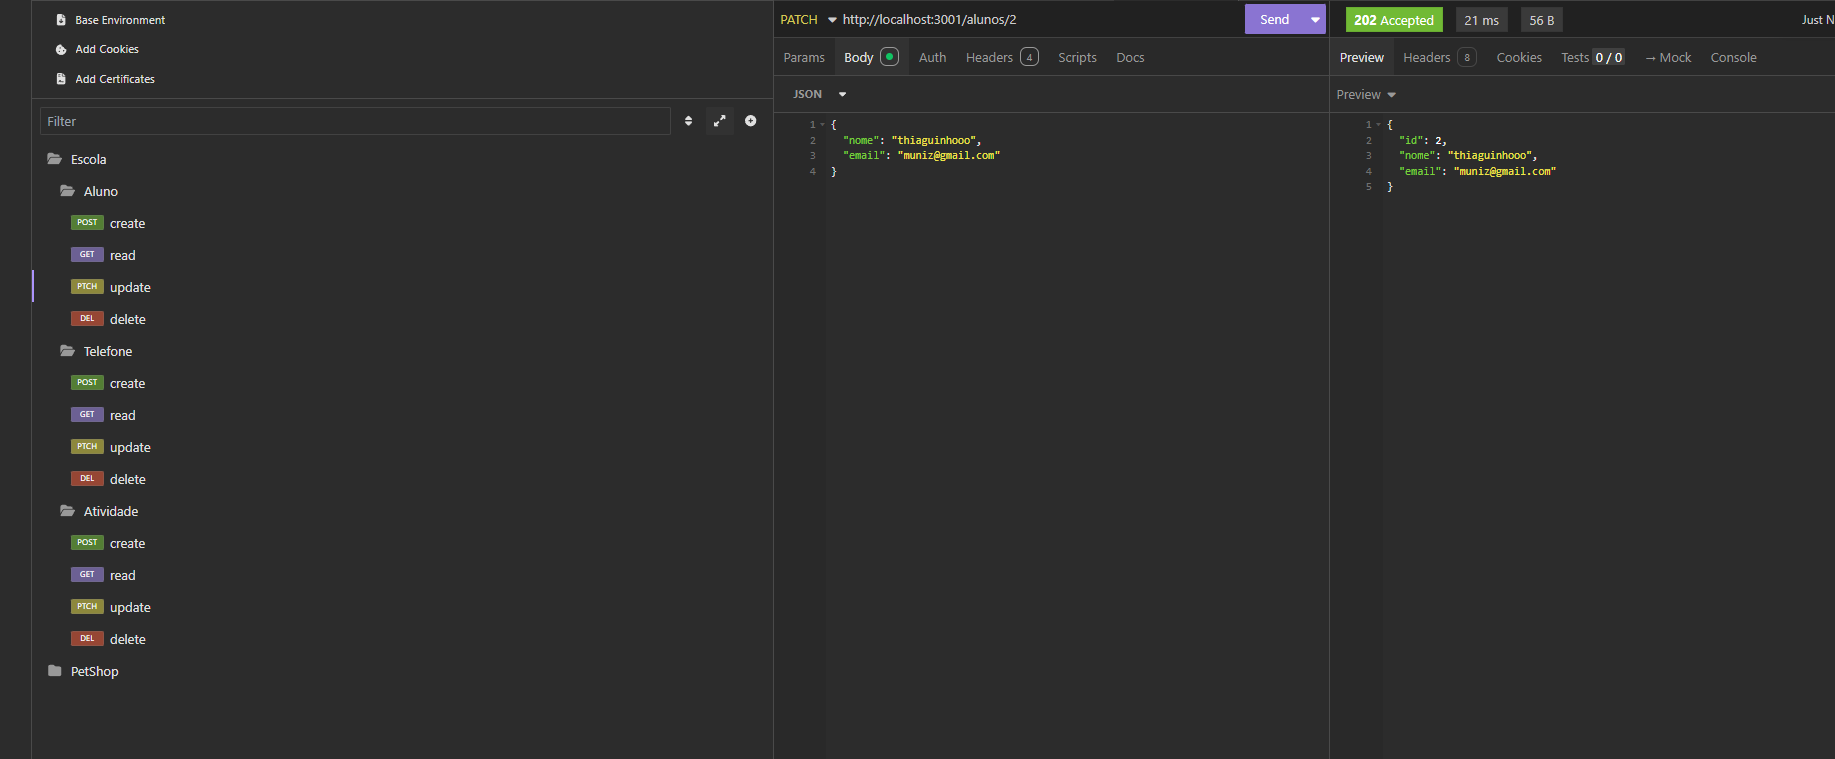 Base Environment
Add Cookies
Add Certificates
Filter
Escola
Aluno
POST create
GET read
PTCH update
DEL delete
Telefone
POST create
GET read
PTCH update
DEL delete
Atividade
POST create
GET read
PTCH update
DEL delete
PetShop
PATCH http://localhost:3001/alunos/2 Send
Params Body Auth Headers 4 Scripts Docs
JSON
1 {
2 "nome": "thiaguinhooo",
3 "email": "muniz@gmail.com"
4 }
202 Accepted 21 ms 56 B Just N
Preview Headers 8 Cookies Tests 0 / 0 → Mock Console
Preview
1 {
2 "id": 2,
3 "nome": "thiaguinhooo",
4 "email": "muniz@gmail.com"
5 }